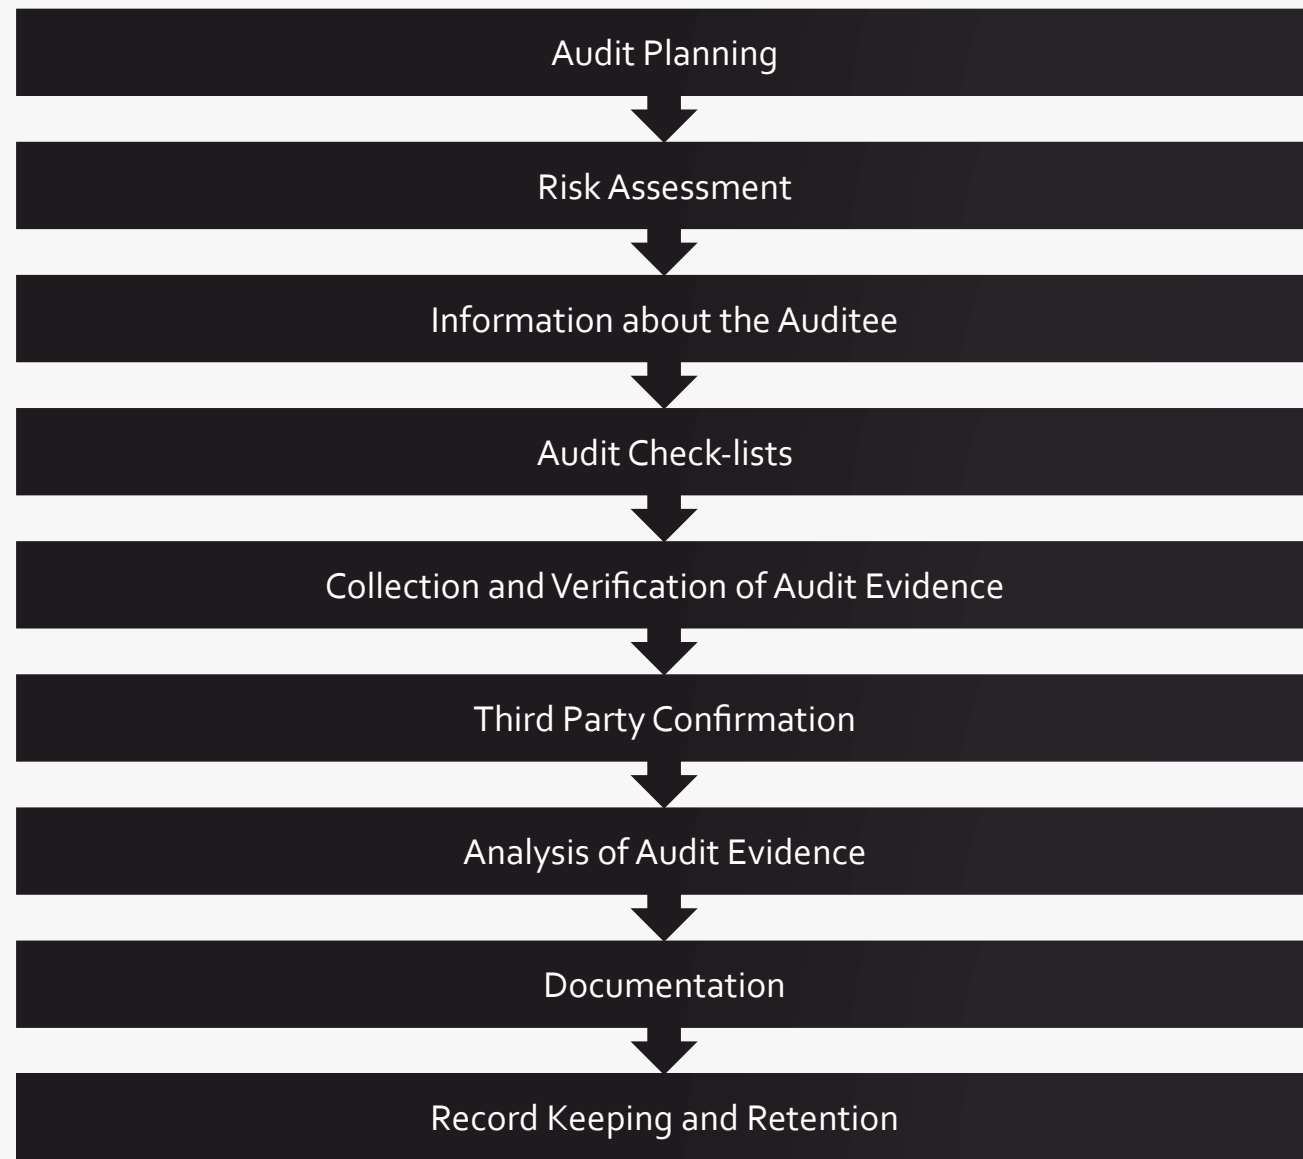 Audit Planning
Risk Assessment
Information about the Auditee
Audit Check-lists
Collection and Verification of Audit Evidence
Third Party Confirmation
Analysis of Audit Evidence
Documentation
Record Keeping and Retention